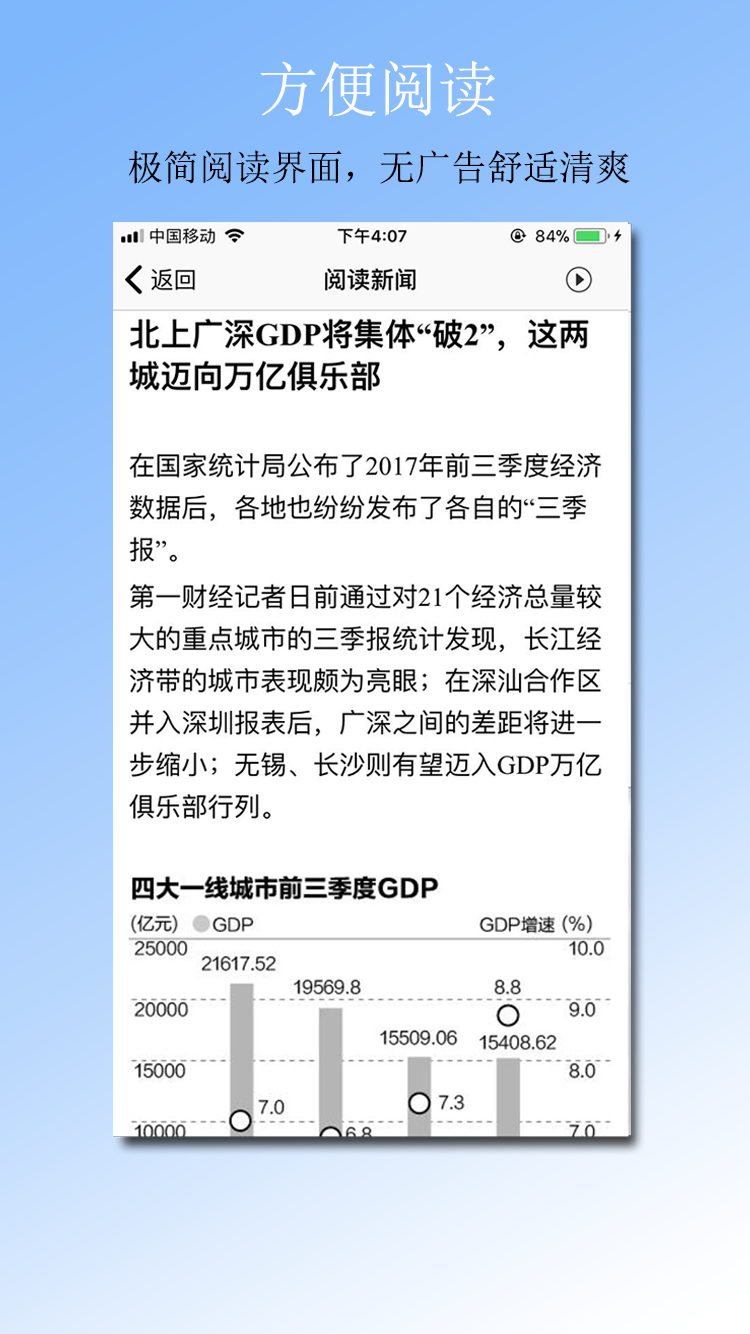 方便阅读
极简阅读界面，无广告舒适清爽
中国移动 下午4:07 84%
返回 阅读新闻
北上广深GDP将集体“破2”，这两
城迈向万亿俱乐部
在国家统计局公布了2017年前三季度经济
数据后，各地也纷纷发布了各自的“三季
报”。
第一财经记者日前通过对21个经济总量较
大的重点城市的三季报统计发现，长江经
济带的城市表现颇为亮眼；在深汕合作区
并入深圳报表后，广深之间的差距将进一
步缩小；无锡、长沙则有望迈入GDP万亿
俱乐部行列。
四大一线城市前三季度GDP
(亿元) GDP GDP增速 (%)
25000 10.0
21617.52
19569.8 8.8
20000 9.0
15509.06 15408.62
15000 8.0
7.0 7.3
10000 6.8 7.0